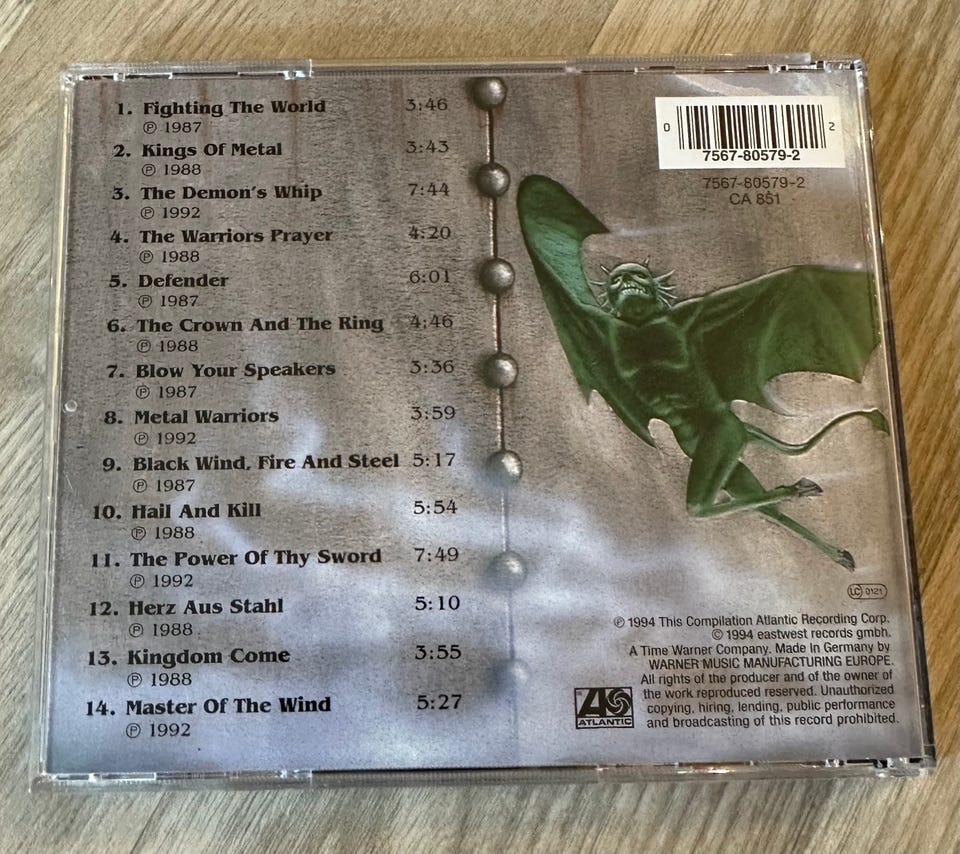 1. Fighting The World 3:46
℗ 1987
2. Kings Of Metal 3:43
℗ 1988
3. The Demon's Whip 7:44
℗ 1992
4. The Warriors Prayer 4:20
℗ 1988
5. Defender 6:01
℗ 1987
6. The Crown And The Ring 4:46
℗ 1988
7. Blow Your Speakers 3:36
℗ 1987
8. Metal Warriors 3:59
℗ 1992
9. Black Wind, Fire And Steel 5:17
℗ 1987
10. Hail And Kill 5:54
℗ 1988
11. The Power Of Thy Sword 7:49
℗ 1992
12. Herz Aus Stahl 5:10
℗ 1988
13. Kingdom Come 3:55
℗ 1988
14. Master Of The Wind 5:27
℗ 1992
0 2
7567-80579-2
7567-80579-2
CA 851
LC 0121
℗ 1994 This Compilation Atlantic Recording Corp.
© 1994 eastwest records gmbh.
A Time Warner Company. Made In Germany by
WARNER MUSIC MANUFACTURING EUROPE.
All rights of the producer and of the owner of
the work reproduced reserved. Unauthorized
copying, hiring, lending, public performance
and broadcasting of this record prohibited.
ATLANTIC